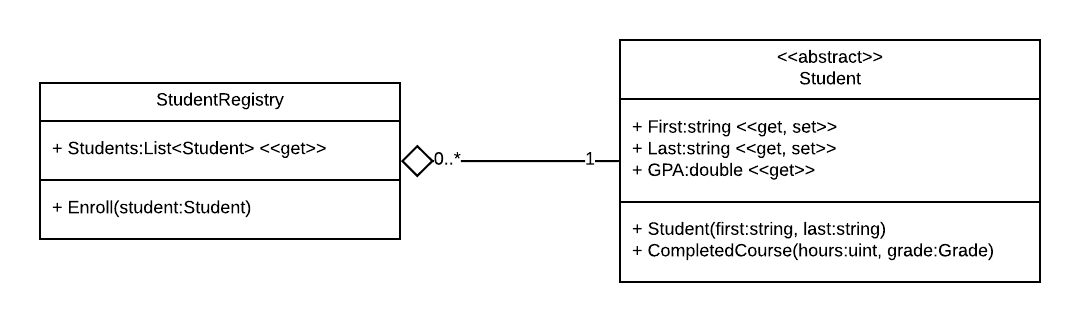 StudentRegistry
+ Students:List<Student> <<get>>
+ Enroll(student:Student)
0..*
1
<<abstract>>
Student
+ First:string <<get, set>>
+ Last:string <<get, set>>
+ GPA:double <<get>>
+ Student(first:string, last:string)
+ CompletedCourse(hours:uint, grade:Grade)